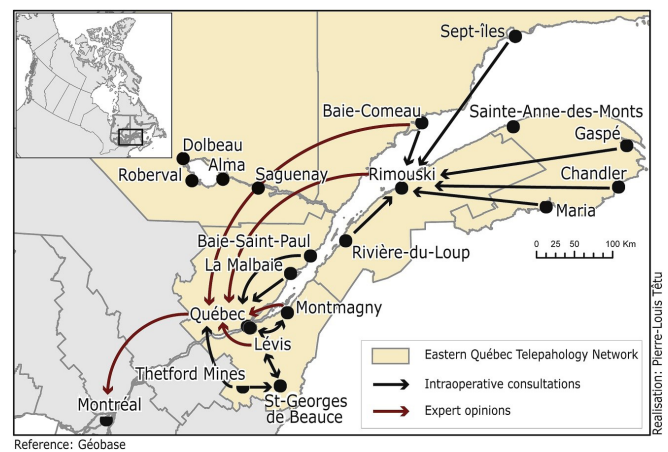 Sept-îles
Baie-Comeau
Sainte-Anne-des-Monts
Gaspé
Dolbeau
Alma
Roberval
Saguenay
Rimouski
Chandler
Maria
Baie-Saint-Paul
Rivière-du-Loup
0 25 50 100 Km
La Malbaie
Québec
Montmagny
Lévis
Thetford Mines
Montréal
St-Georges
de Beauce
Eastern Québec Telepahology Network
Intraoperative consultations
Expert opinions
Realisation: Pierre-Louis Têtu
Reference: Géobase